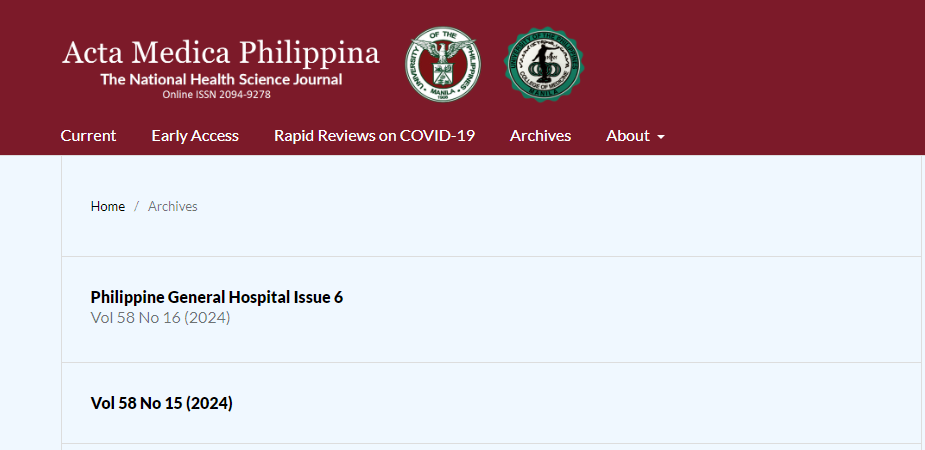 Acta Medica Philippina
The National Health Science Journal
Online ISSN 2094-9278
UNIVERSITY OF THE PHILIPPINES
MANILA
1908
UNIVERSITY OF THE PHILIPPINES
COLLEGE OF MEDICINE
MANILA
Current Early Access Rapid Reviews on COVID-19 Archives About
Home / Archives
Philippine General Hospital Issue 6
Vol 58 No 16 (2024)
Vol 58 No 15 (2024)